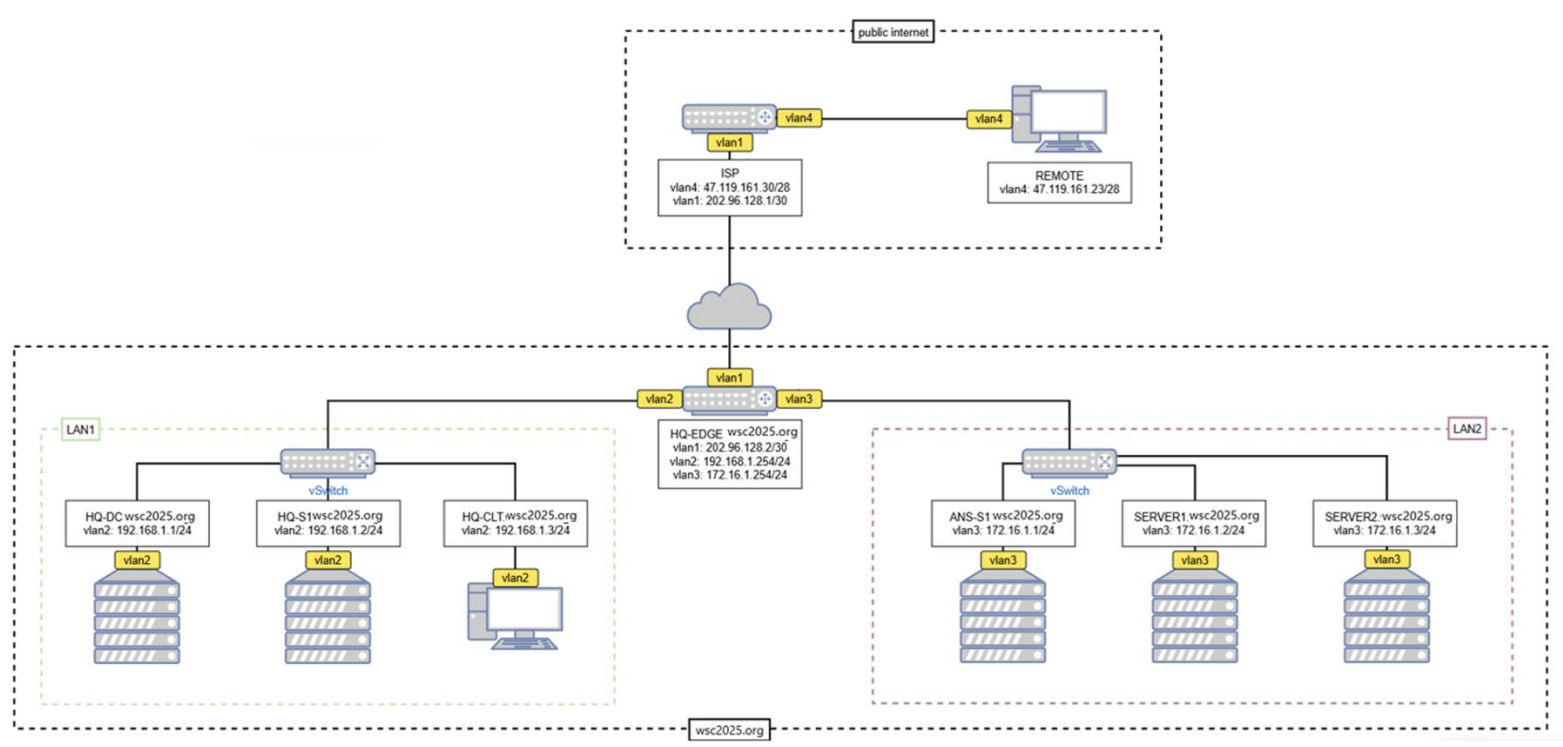 public internet
vlan4
vlan4
vlan1
ISP
vlan4: 47.119.161.30/28
vlan1: 202.96.128.1/30
REMOTE
vlan4: 47.119.161.23/28
vlan1
vlan2
vlan3
HQ-EDGE wsc2025.org
vlan1: 202.96.128.2/30
vlan2: 192.168.1.254/24
vlan3: 172.16.1.254/24
LAN1
LAN2
vSwitch
vSwitch
HQ-DC wsc2025.org
vlan2: 192.168.1.1/24
HQ-S1wsc2025.org
vlan2: 192.168.1.2/24
HQ-CLT.wsc2025.org
vlan2: 192.168.1.3/24
ANS-S1 wsc2025.org
vlan3: 172.16.1.1/24
SERVER1.wsc2025.org
vlan3: 172.16.1.2/24
SERVER2.wsc2025.org
vlan3: 172.16.1.3/24
vlan2
vlan2
vlan2
vlan3
vlan3
vlan3
wsc2025.org